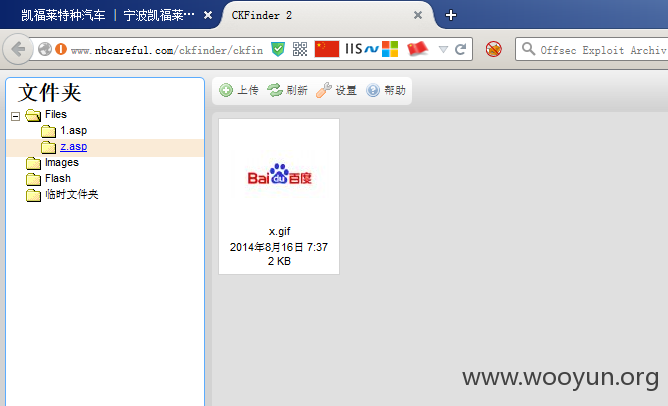 凯福莱特种汽车 | 宁波凯福莱… × CKFinder 2 × +
www.nbcareful.com/ckfinder/ckfin IIS Offsec Exploit Archiv
文件夹
上传 刷新 设置 帮助
Files
1.asp
z.asp
Images
Flash
临时文件夹
Bai du 百度
x.gif
2014年8月16日 7:37
2 KB
www.wooyun.org